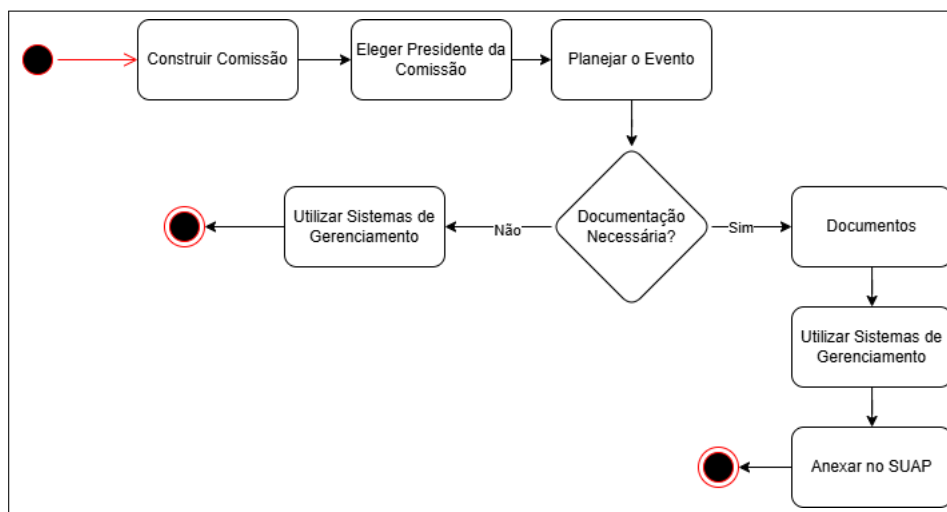 Construir Comissão
Eleger Presidente da
Comissão
Planejar o Evento
Documentação
Necessária?
Não
Utilizar Sistemas de
Gerenciamento
Sim
Documentos
Utilizar Sistemas de
Gerenciamento
Anexar no SUAP